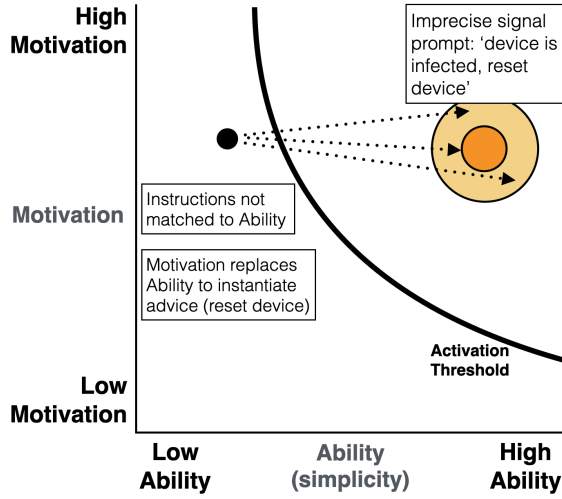 High
Motivation
Imprecise signal
prompt: ‘device is
infected, reset
device’
Motivation
Instructions not
matched to Ability
Motivation replaces
Ability to instantiate
advice (reset device)
Activation
Threshold
Low
Motivation
Low
Ability
Ability
(simplicity)
High
Ability